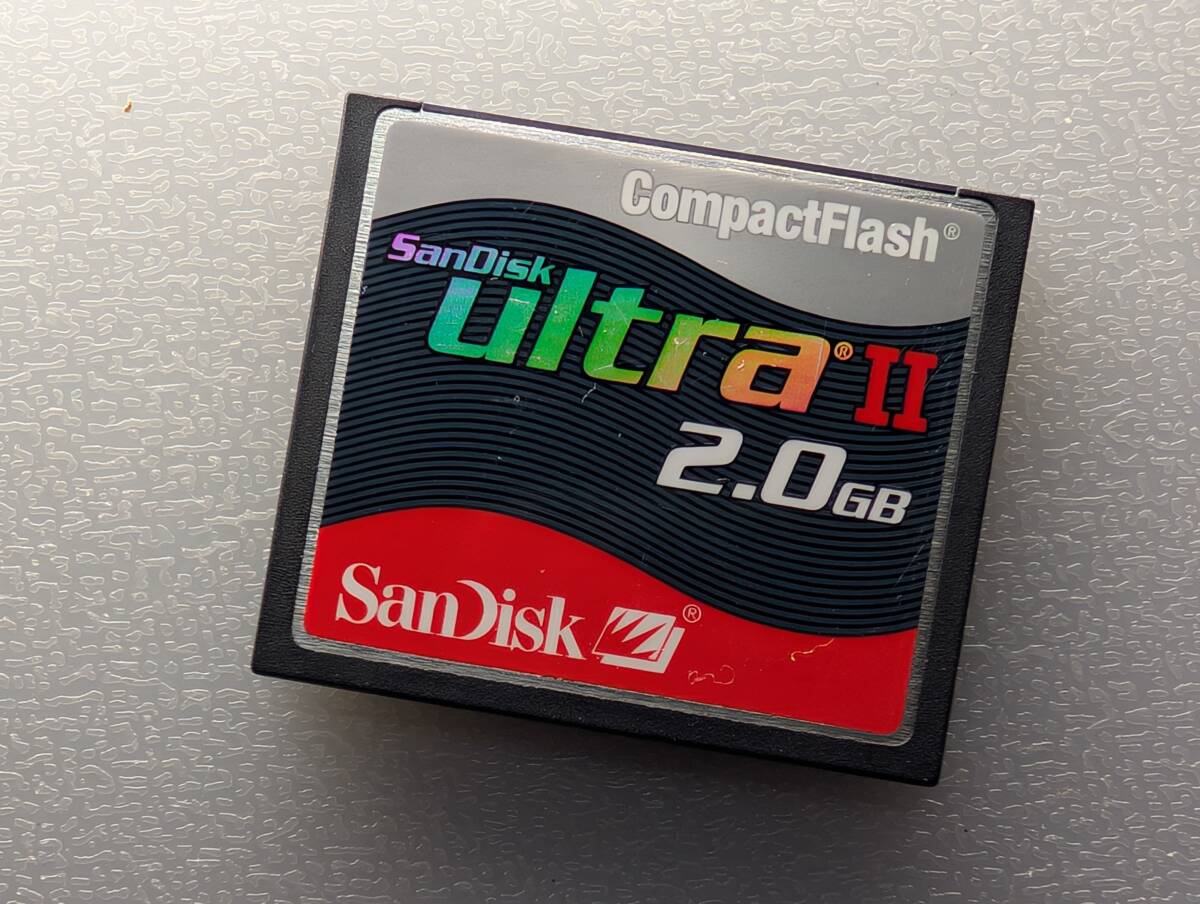 CompactFlash®
SanDisk
ultra® II
2.0GB
SanDisk®